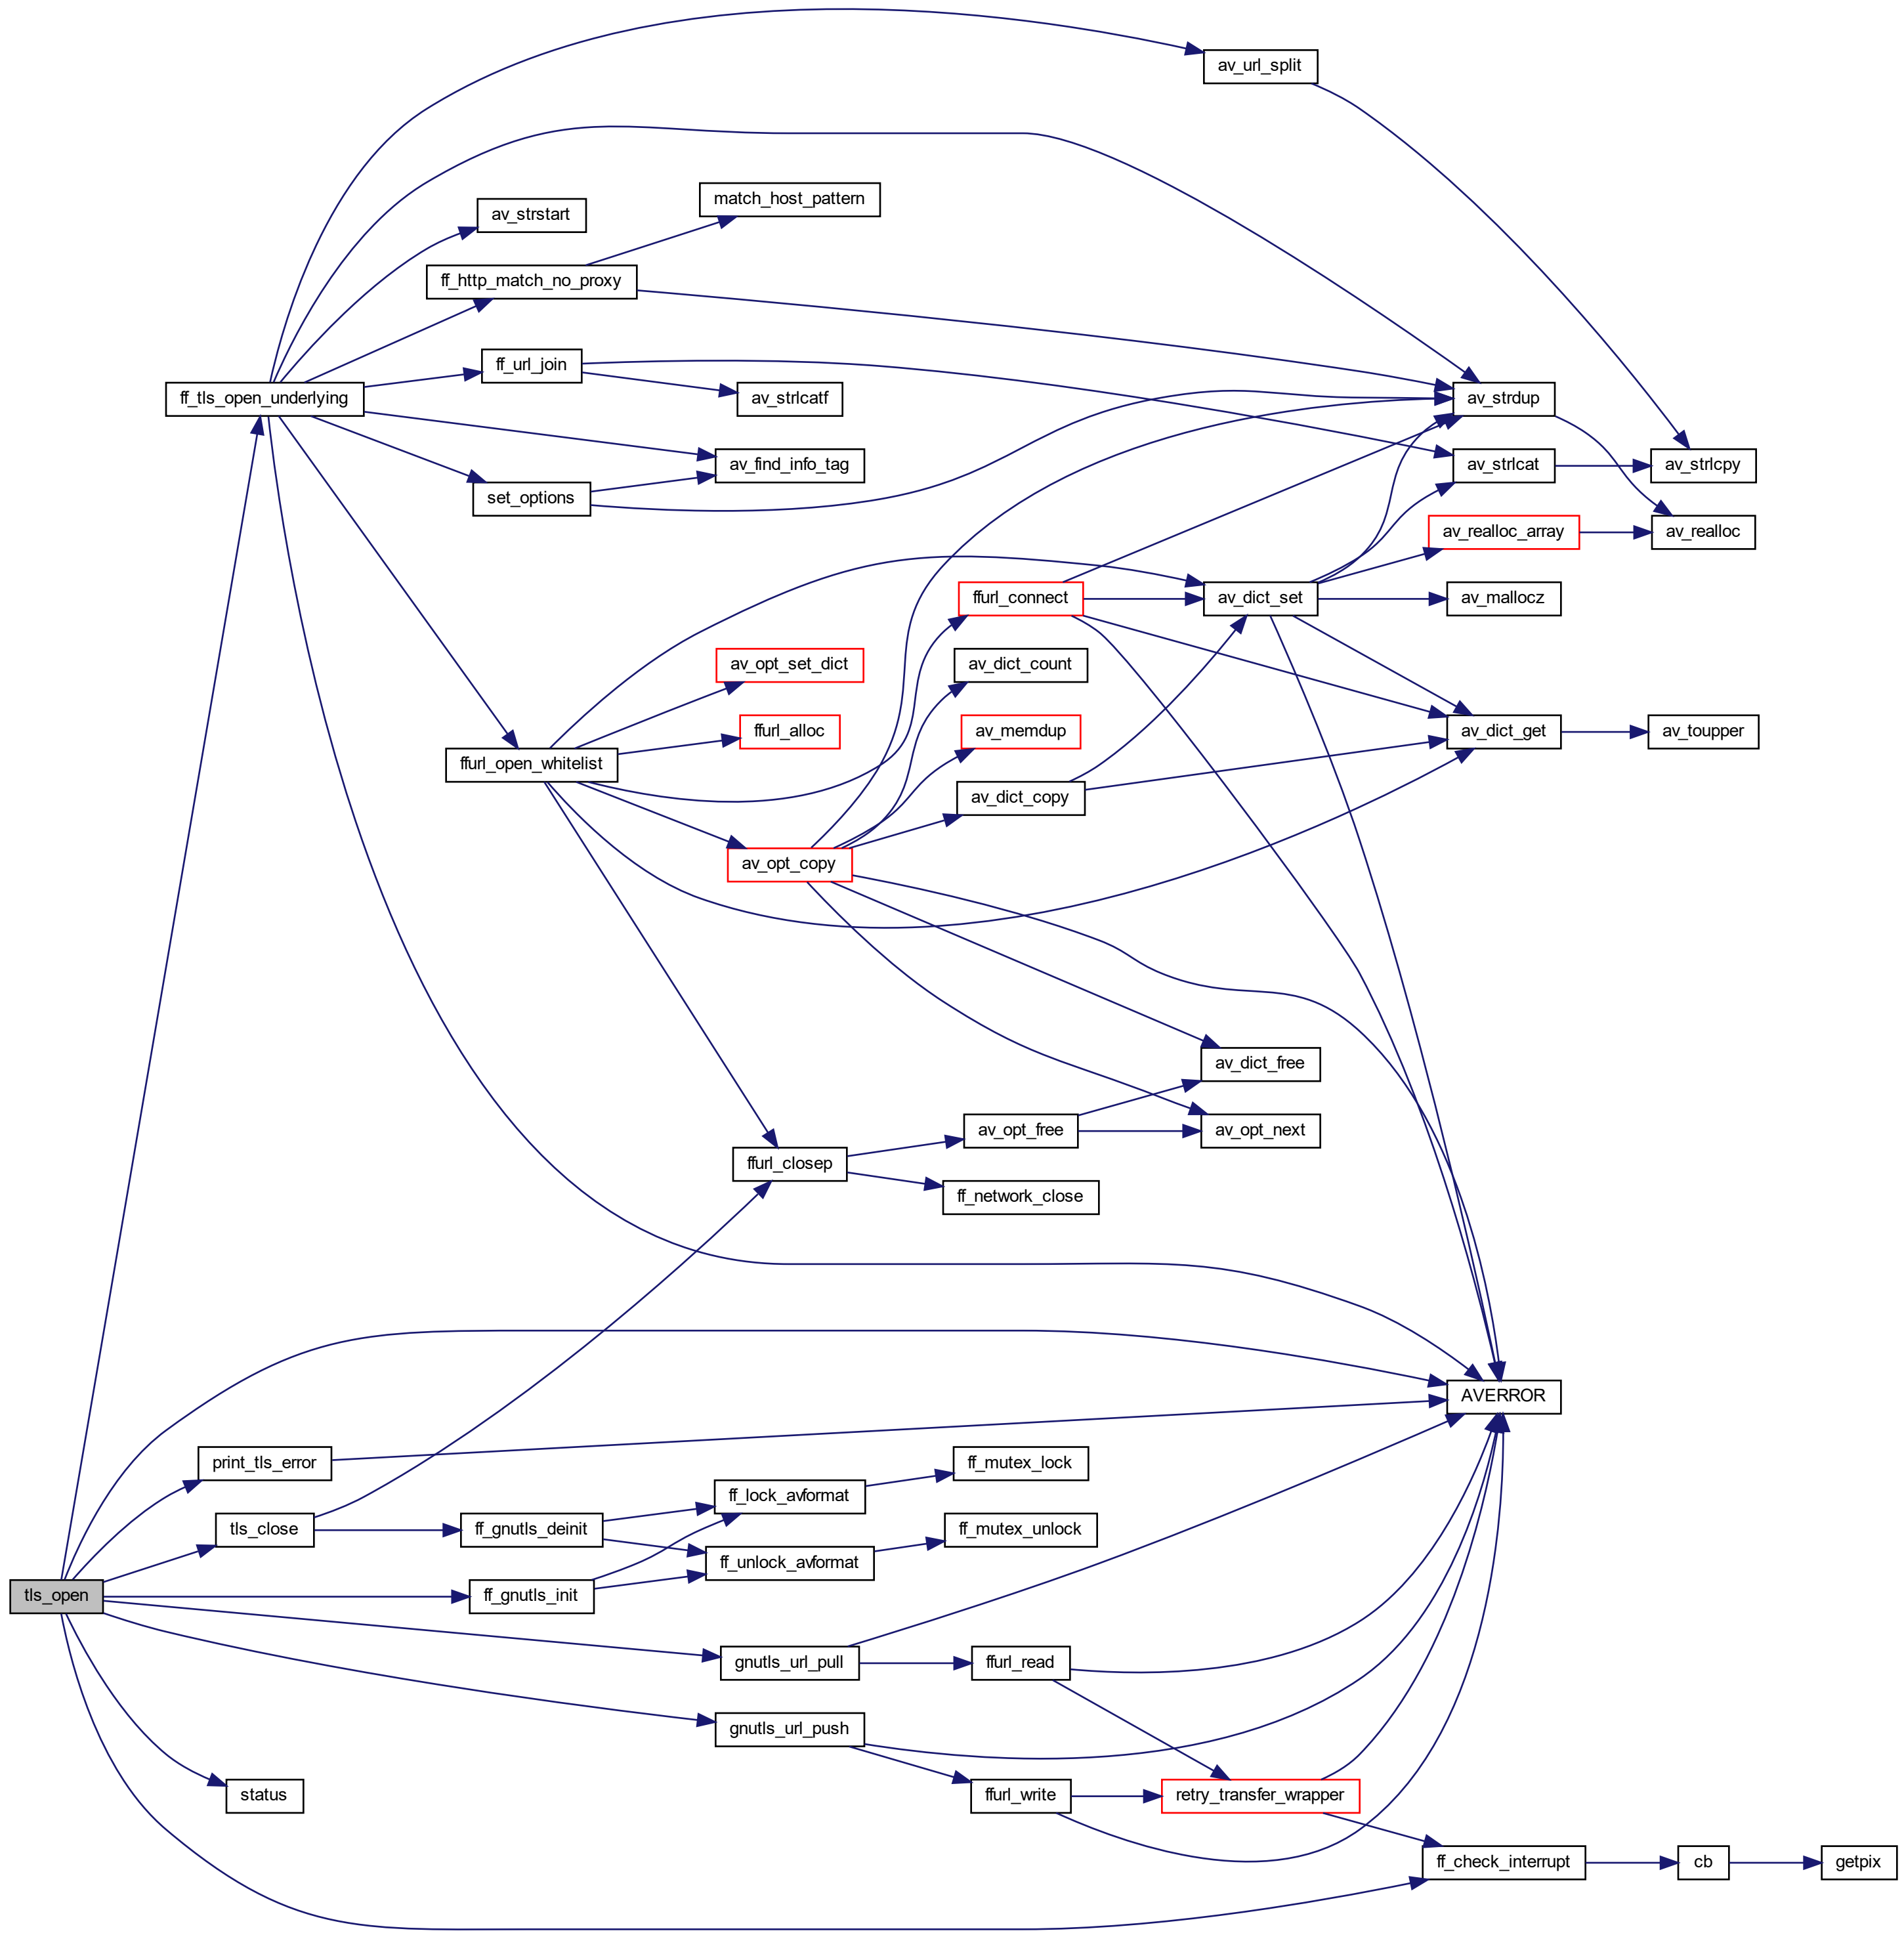 av_url_split
match_host_pattern
av_strstart
ff_http_match_no_proxy
ff_url_join
ff_tls_open_underlying
av_strlcatf
av_strdup
av_find_info_tag
av_strlcat
av_strlcpy
set_options
av_realloc_array
av_realloc
ffurl_connect
av_dict_set
av_mallocz
av_opt_set_dict
av_dict_count
ffurl_alloc
av_memdup
av_dict_get
av_toupper
ffurl_open_whitelist
av_dict_copy
av_opt_copy
av_dict_free
av_opt_free
av_opt_next
ffurl_closep
ff_network_close
AVERROR
print_tls_error
ff_mutex_lock
ff_lock_avformat
tls_close
ff_gnutls_deinit
ff_mutex_unlock
ff_unlock_avformat
tls_open
ff_gnutls_init
gnutls_url_pull
ffurl_read
gnutls_url_push
status
ffurl_write
retry_transfer_wrapper
ff_check_interrupt
cb
getpix